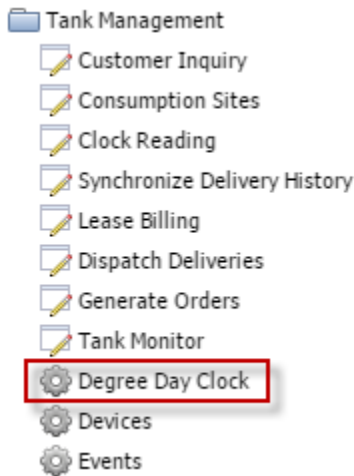 Tank Management
Customer Inquiry
Consumption Sites
Clock Reading
Synchronize Delivery History
Lease Billing
Dispatch Deliveries
Generate Orders
Tank Monitor
Degree Day Clock
Devices
Events